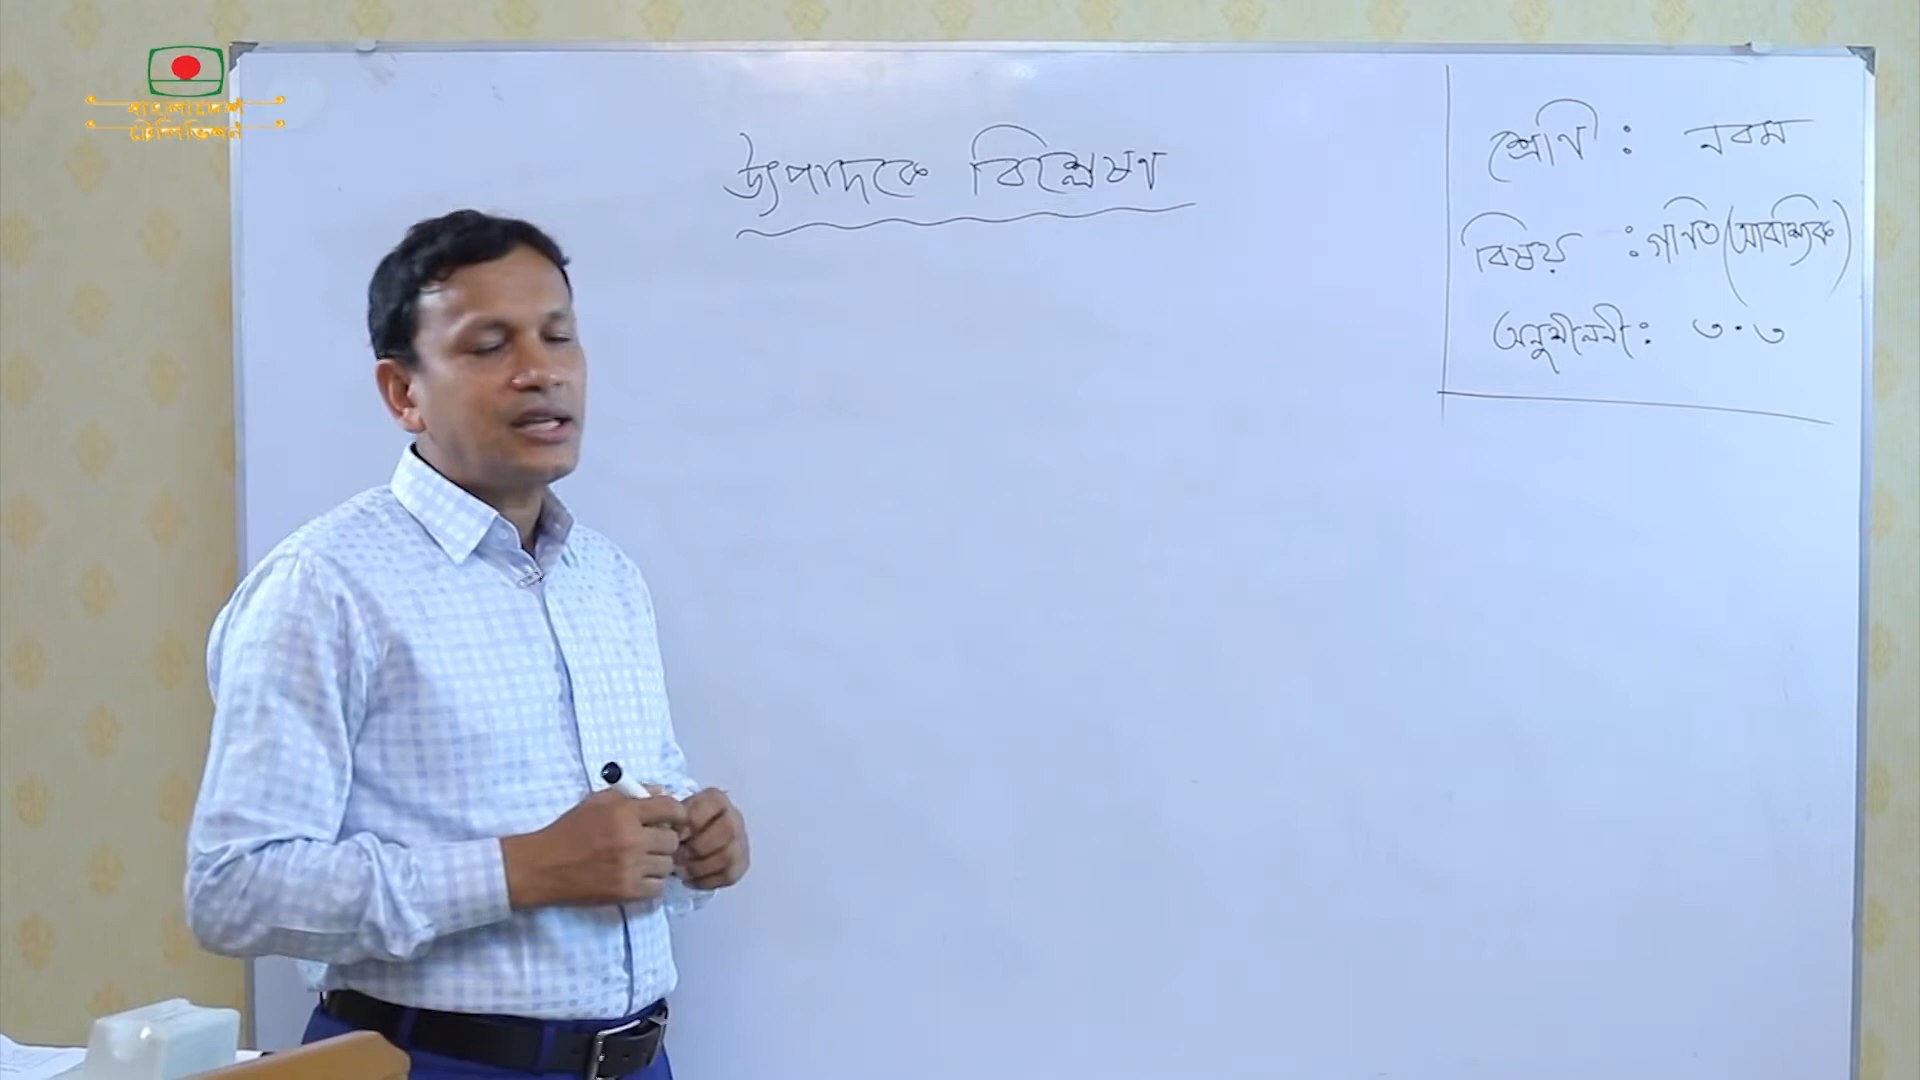 বাংলাদেশ
টেলিভিশন
উৎপাদকে বিশ্লেষণ
শ্রেণি : নবম
বিষয় : গণিত (আবশ্যিক)
অনুশীলনী : ৩.৩